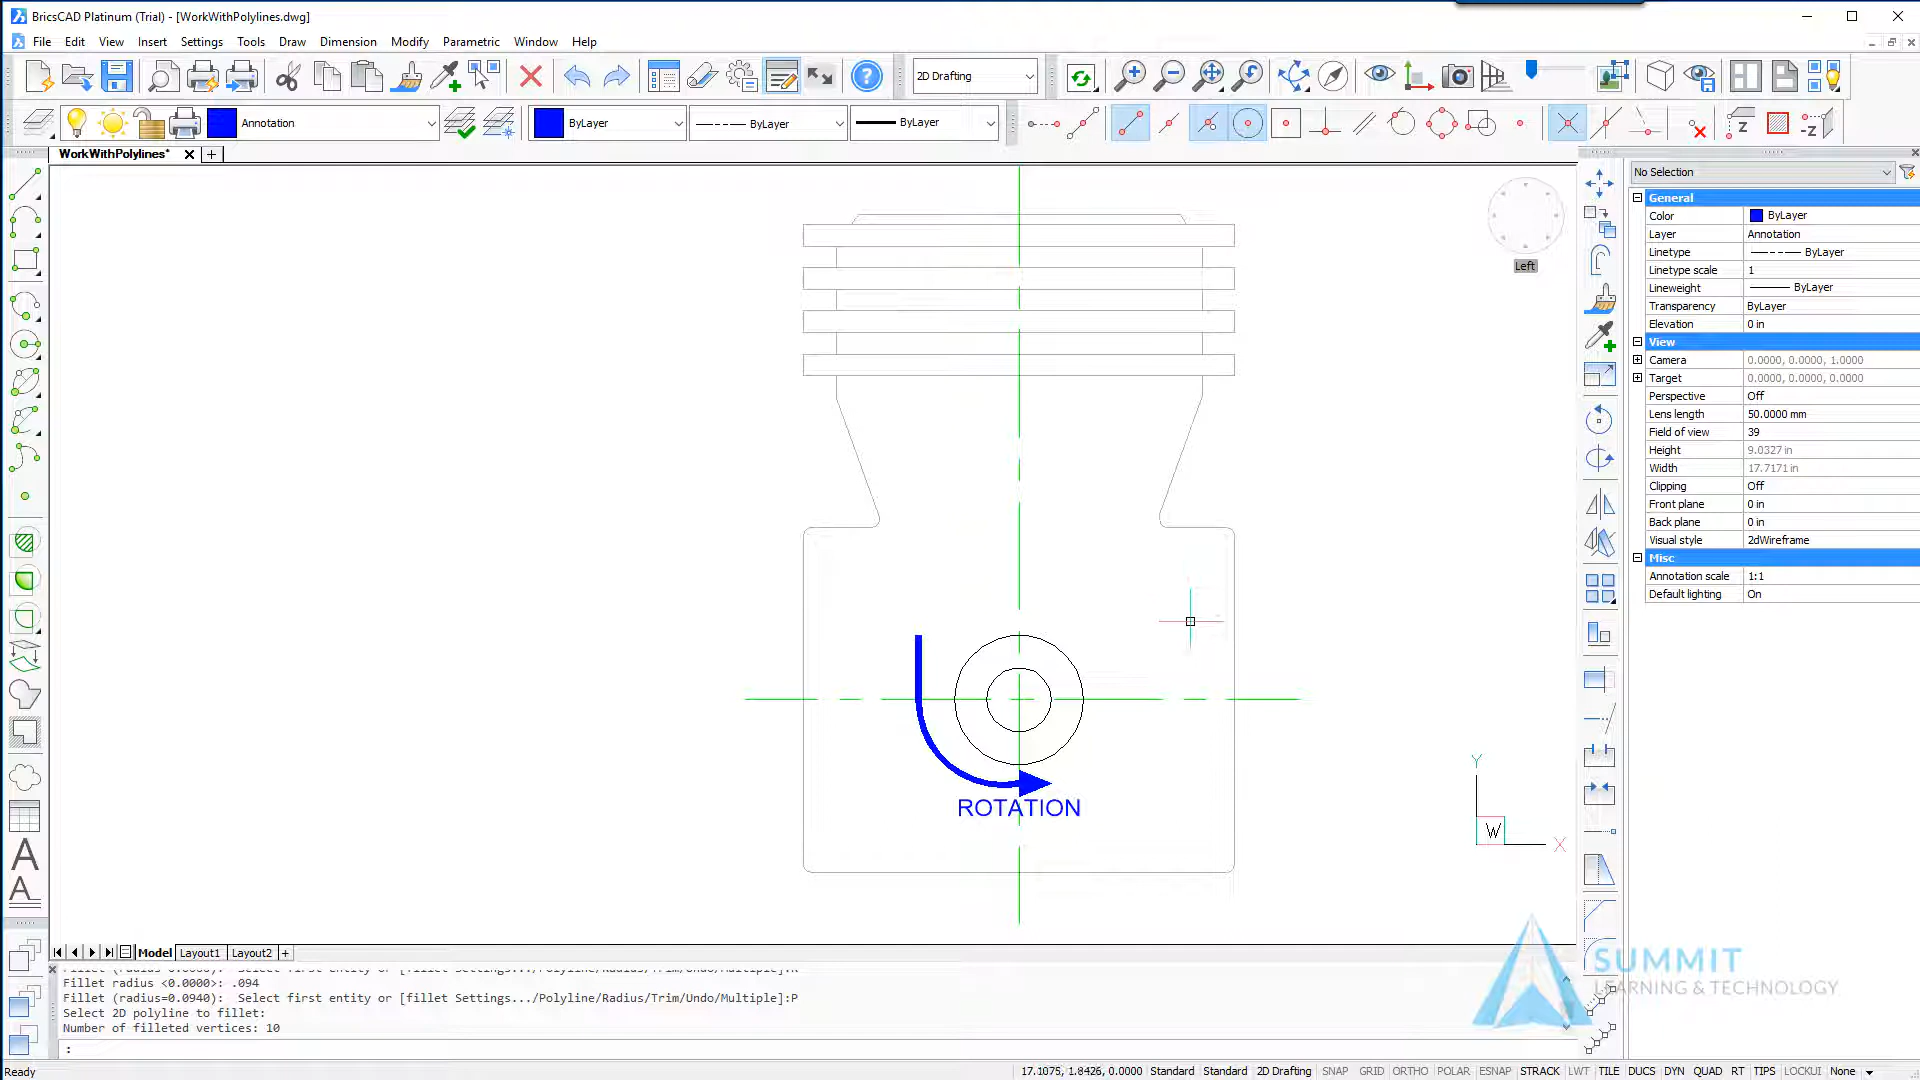 BricsCAD Platinum (Trial) - [WorkWithPolylines.dwg]
File Edit View Insert Settings Tools Draw Dimension Modify Parametric Window Help
2D Drafting
Annotation
ByLayer
ByLayer
ByLayer
WorkWithPolylines*
No Selection
General
Color ByLayer
Layer Annotation
Linetype ByLayer
Linetype scale 1
Lineweight ByLayer
Transparency ByLayer
Elevation 0 in
View
Camera 0.0000, 0.0000, 1.0000
Target 0.0000, 0.0000, 0.0000
Perspective Off
Lens length 50.0000 mm
Field of view 39
Height 9.0327 in
Width 17.7171 in
Clipping Off
Front plane 0 in
Back plane 0 in
Visual style 2dWireframe
Misc
Annotation scale 1:1
Default lighting On
Left
ROTATION
Y
W
X
Model Layout1 Layout2 +
Fillet radius <0.0000>: .094
Fillet (radius=0.0940): Select first entity or [fillet Settings.../Polyline/Radius/Trim/Undo/Multiple]:P
Select 2D polyline to fillet:
Number of filleted vertices: 10
:
SUMMIT
LEARNING & TECHNOLOGY
Ready
17.1075, 1.8426, 0.0000 Standard Standard 2D Drafting SNAP GRID ORTHO POLAR ESNAP STRACK LWT TILE DUCS DYN QUAD RT TIPS LOCKUI None